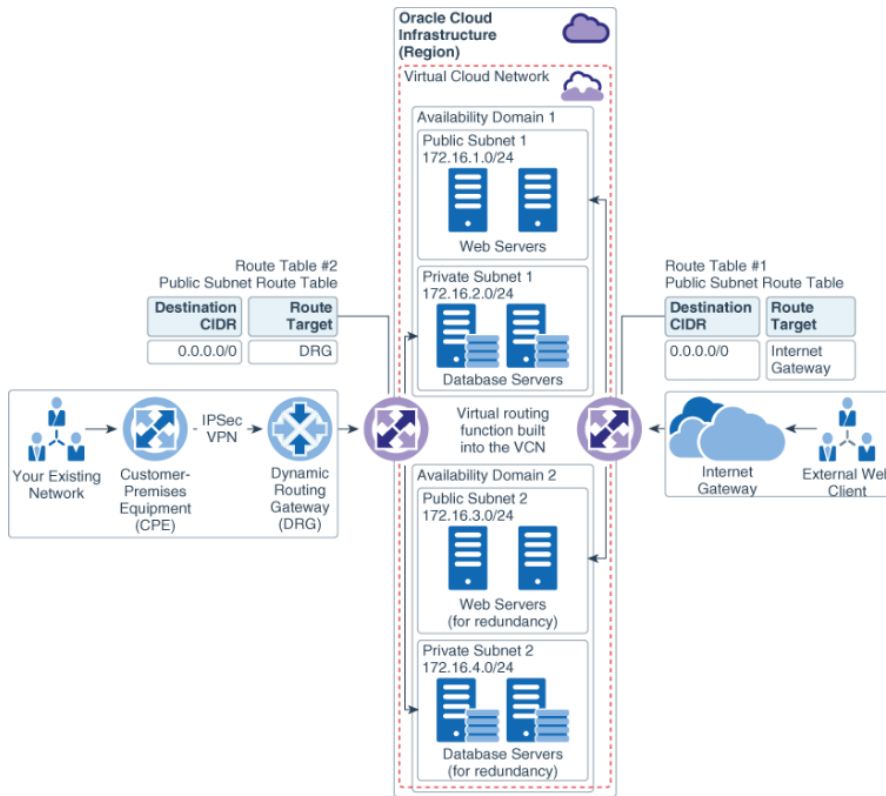 Oracle Cloud
Infrastructure
(Region)
Virtual Cloud Network
Availability Domain 1
Public Subnet 1
172.16.1.0/24
Web Servers
Private Subnet 1
172.16.2.0/24
Database Servers
Route Table #2
Public Subnet Route Table
Destination
CIDR
Route
Target
0.0.0.0/0
DRG
Route Table #1
Public Subnet Route Table
Destination
CIDR
Route
Target
0.0.0.0/0
Internet
Gateway
Your Existing
Network
Customer-
Premises
Equipment
(CPE)
IPSec
VPN
Dynamic
Routing
Gateway
(DRG)
Virtual routing
function built
into the VCN
Internet
Gateway
External Web
Client
Availability Domain 2
Public Subnet 2
172.16.3.0/24
Web Servers
(for redundancy)
Private Subnet 2
172.16.4.0/24
Database Servers
(for redundancy)